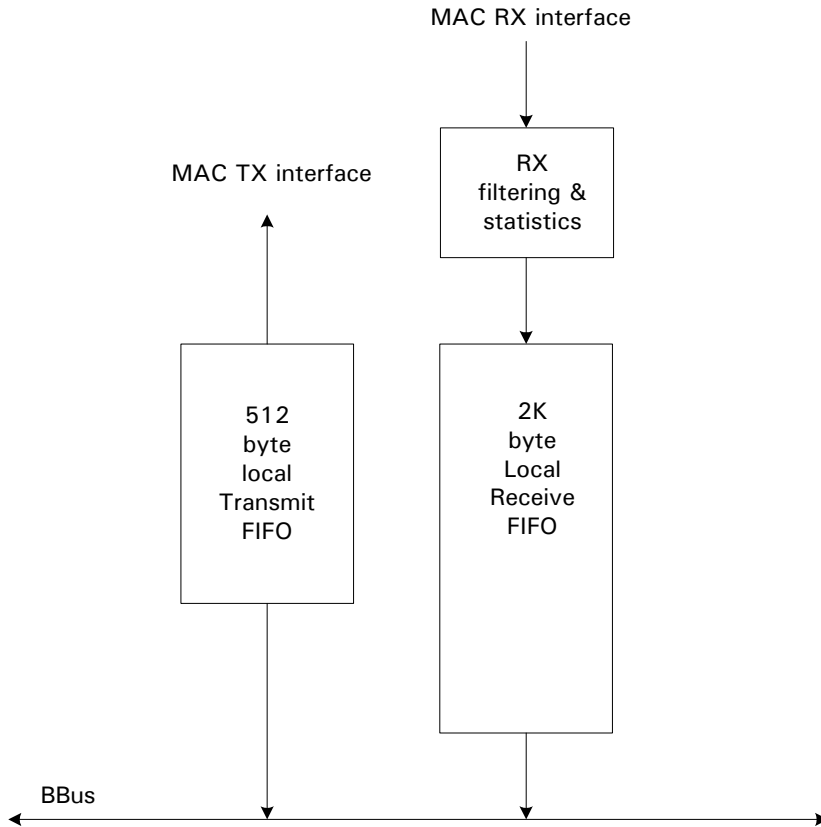 MAC RX interface
RX
filtering &
statistics
MAC TX interface
512
byte
local
Transmit
FIFO
2K
byte
Local
Receive
FIFO
BBus